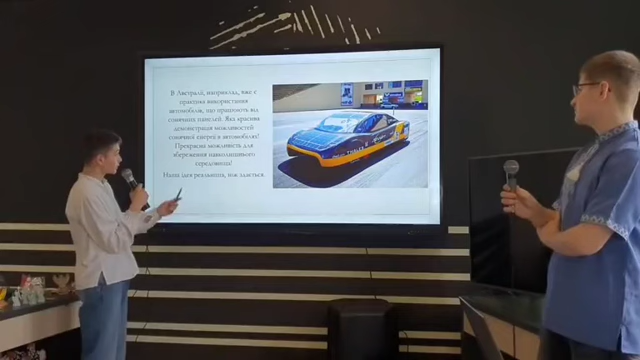 В Австралії, наприклад, вже є
практика використання
автомобілів, що працюють від
сонячних панелей. Яка красива
демонстрація можливостей
сонячної енергії в автомобілях!
Прекрасна можливість для
збереження навколишнього
середовища!
Наша ідея реальніша, ніж здається.